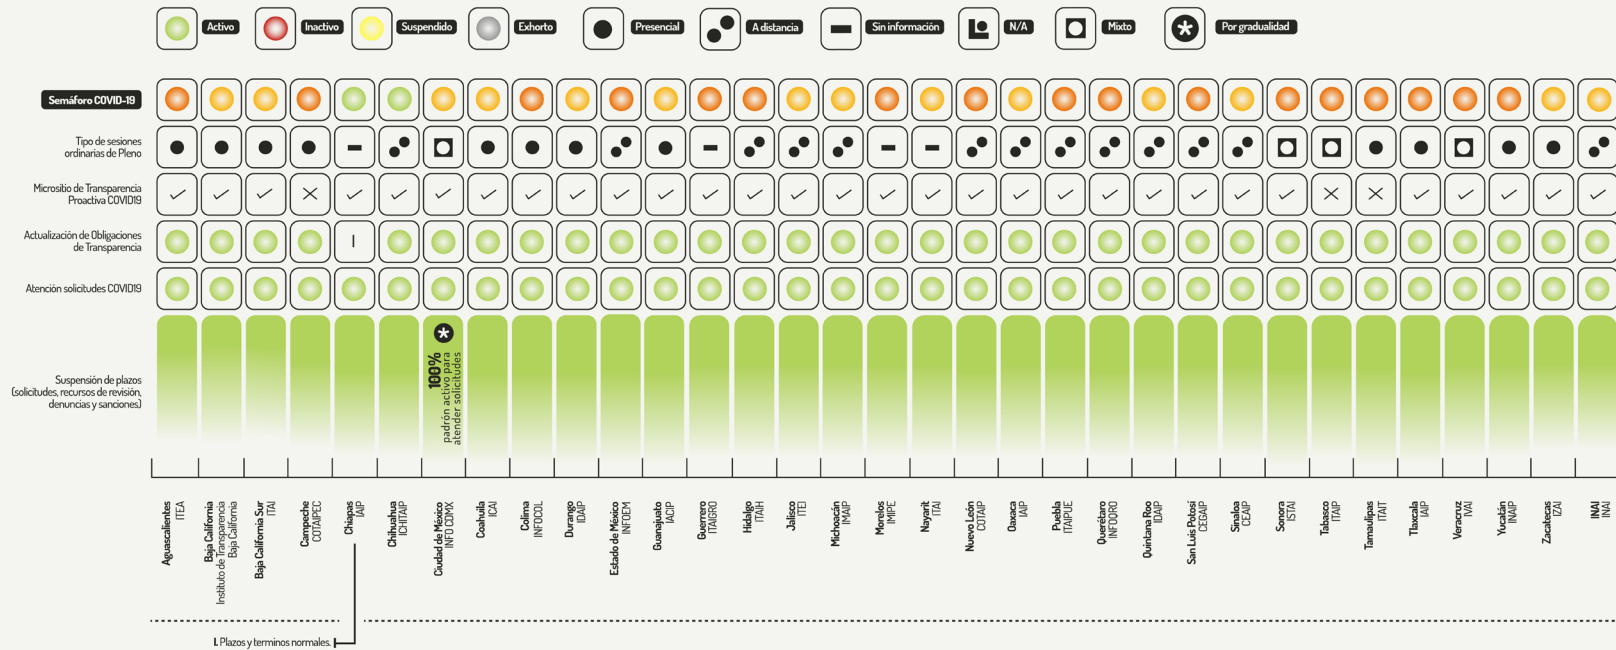 Activo
Inactivo
Suspendido
Exhorto
Presencial
A distancia
Sin información
N/A
Mixto
Por gradualidad
Semáforo COVID-19
Tipo de sesiones
ordinarias de Pleno
Micrositio de Transparencia
Proactiva COVID19
Actualización de Obligaciones
de Transparencia
Atención solicitudes COVID19
Suspensión de plazos
(solicitudes, recursos de revisión,
denuncias y sanciones)
100%
padrón activo para
atender solicitudes
Aguascalientes
ITEA
Baja California
Instituto de Transparencia
Baja California
Baja California Sur
ITAI
Campeche
COTAIPEC
Chiapas
IAIP
Chihuahua
ICHITAIP
Ciudad de México
INFO CDMX
Coahuila
ICAI
Colima
INFOCOL
Durango
IDAIP
Estado de México
INFOEM
Guanajuato
IACIP
Guerrero
ITAIGRO
Hidalgo
ITAIH
Jalisco
ITEI
Michoacán
IMAIP
Morelos
IMIPE
Nayarit
ITAI
Nuevo León
COTAIP
Oaxaca
IAIP
Puebla
ITAIPUE
Querétaro
INFOQRO
Quintana Roo
IDAIP
San Luis Potosí
CEGAIP
Sinaloa
CEAIP
Sonora
ISTAI
Tabasco
ITAIP
Tamaulipas
ITAIT
Tlaxcala
IAIP
Veracruz
IVAI
Yucatán
INAIP
Zacatecas
IZAI
INAI
INAI
I. Plazos y terminos normales.